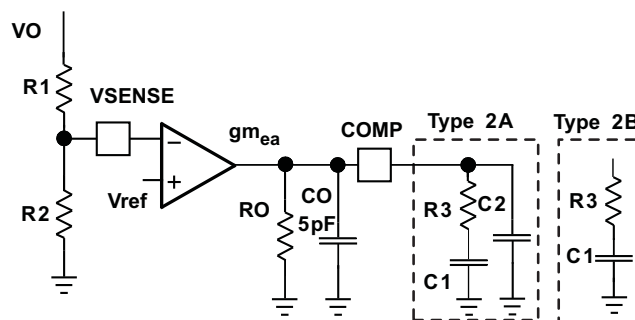 VO
R1
VSENSE
gmea
COMP
Type 2A
Type 2B
Vref
R2
RO
CO
5pF
R3
C2
C1
R3
C1